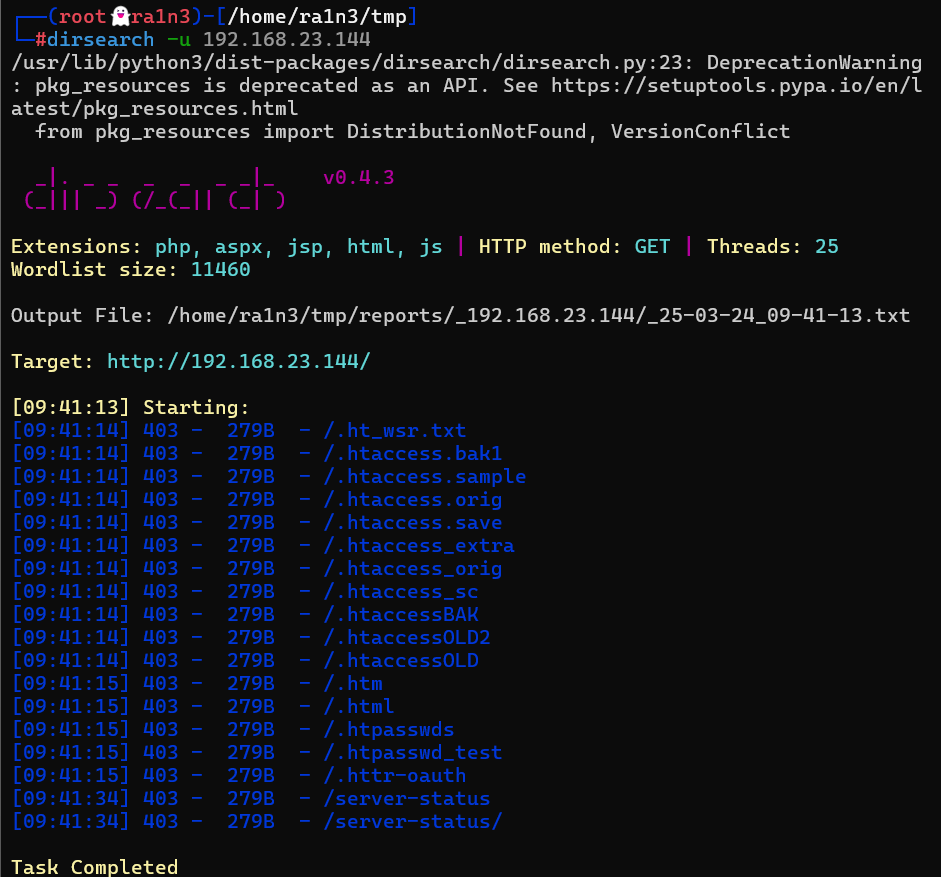 ┌──(root👻ra1n3)-[/home/ra1n3/tmp]
└─#dirsearch -u 192.168.23.144
/usr/lib/python3/dist-packages/dirsearch/dirsearch.py:23: DeprecationWarning
: pkg_resources is deprecated as an API. See https://setuptools.pypa.io/en/l
atest/pkg_resources.html
  from pkg_resources import DistributionNotFound, VersionConflict

  _|. _ _  _  _  _ _|_    v0.4.3
 (_||| _) (/_(_|| (_| )

Extensions: php, aspx, jsp, html, js | HTTP method: GET | Threads: 25
Wordlist size: 11460

Output File: /home/ra1n3/tmp/reports/_192.168.23.144/_25-03-24_09-41-13.txt

Target: http://192.168.23.144/

[09:41:13] Starting:
[09:41:14] 403 -  279B  - /.ht_wsr.txt
[09:41:14] 403 -  279B  - /.htaccess.bak1
[09:41:14] 403 -  279B  - /.htaccess.sample
[09:41:14] 403 -  279B  - /.htaccess.orig
[09:41:14] 403 -  279B  - /.htaccess.save
[09:41:14] 403 -  279B  - /.htaccess_extra
[09:41:14] 403 -  279B  - /.htaccess_orig
[09:41:14] 403 -  279B  - /.htaccess_sc
[09:41:14] 403 -  279B  - /.htaccessBAK
[09:41:14] 403 -  279B  - /.htaccessOLD2
[09:41:14] 403 -  279B  - /.htaccessOLD
[09:41:15] 403 -  279B  - /.htm
[09:41:15] 403 -  279B  - /.html
[09:41:15] 403 -  279B  - /.htpasswds
[09:41:15] 403 -  279B  - /.htpasswd_test
[09:41:15] 403 -  279B  - /.httr-oauth
[09:41:34] 403 -  279B  - /server-status
[09:41:34] 403 -  279B  - /server-status/

Task Completed